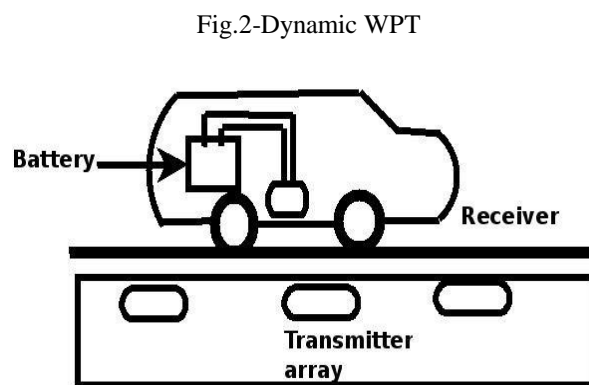 Fig.2-Dynamic WPT
Battery
Receiver
Transmitter
array